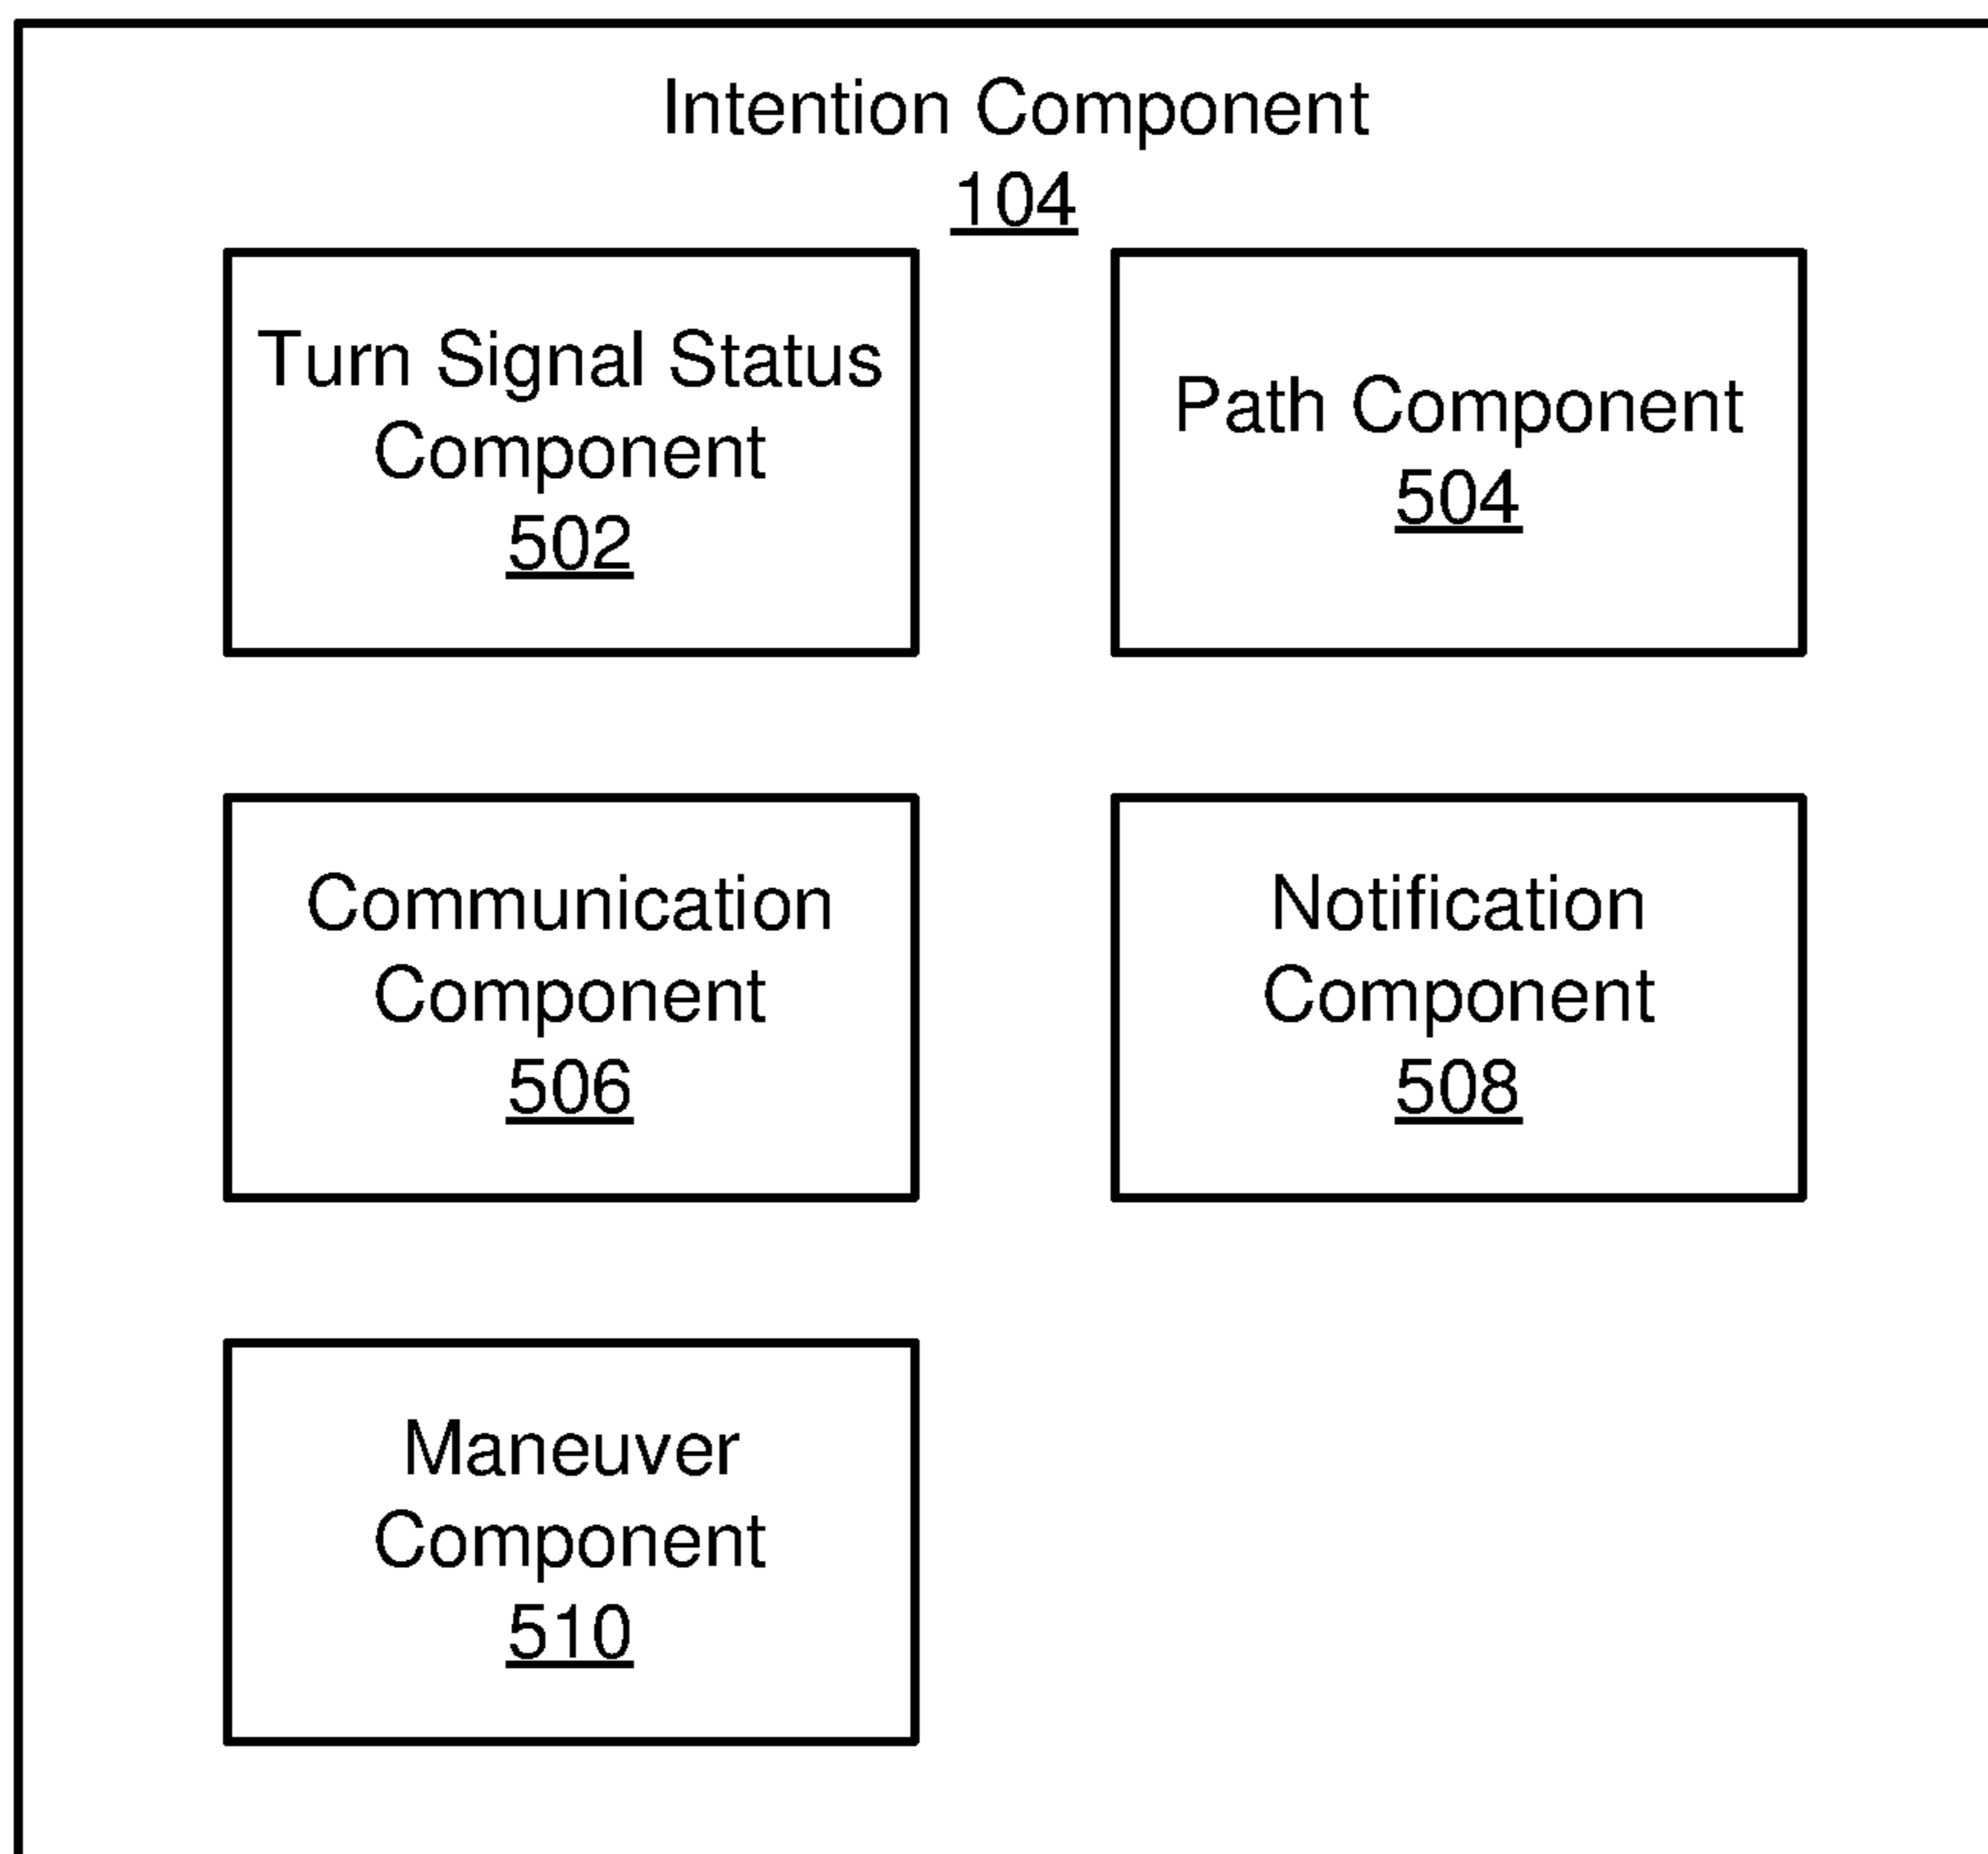 Intention Component
104
Turn Signal Status
Component
502
Path Component
504
Communication
Component
506
Notification
Component
508
Maneuver
Component
510